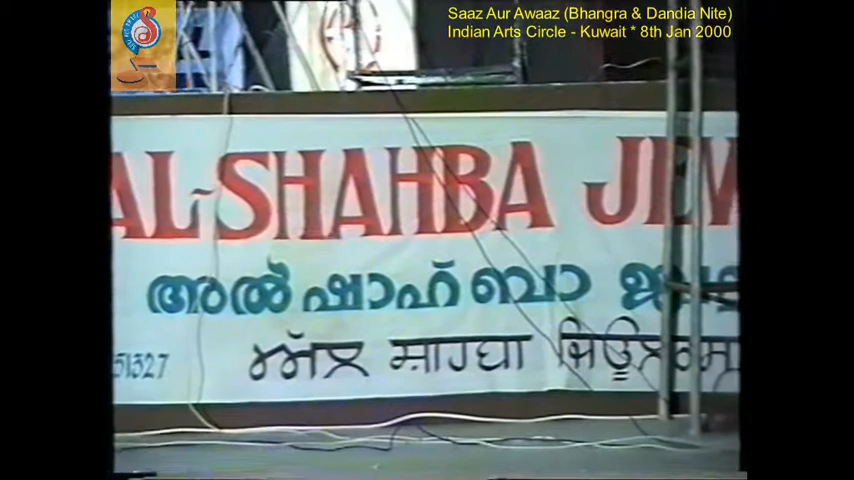 Saaz Aur Awaaz (Bhangra & Dandia Nite)
Indian Arts Circle - Kuwait * 8th Jan 2000
AL-SHAHBA JEW
അൽ ഷാഹ് ബാ
51327 ਅੱਲ ਸ਼ਾਹਬਾ ਜਿਊਲਰਸ